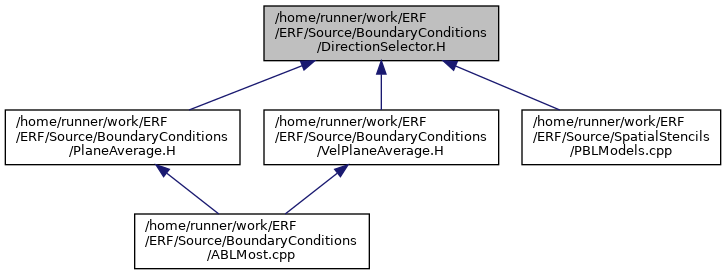 /home/runner/work/ERF
/ERF/Source/BoundaryConditions
/DirectionSelector.H
/home/runner/work/ERF
/ERF/Source/BoundaryConditions
/PlaneAverage.H
/home/runner/work/ERF
/ERF/Source/BoundaryConditions
/VelPlaneAverage.H
/home/runner/work/ERF
/ERF/Source/SpatialStencils
/PBLModels.cpp
/home/runner/work/ERF
/ERF/Source/BoundaryConditions
/ABLMost.cpp